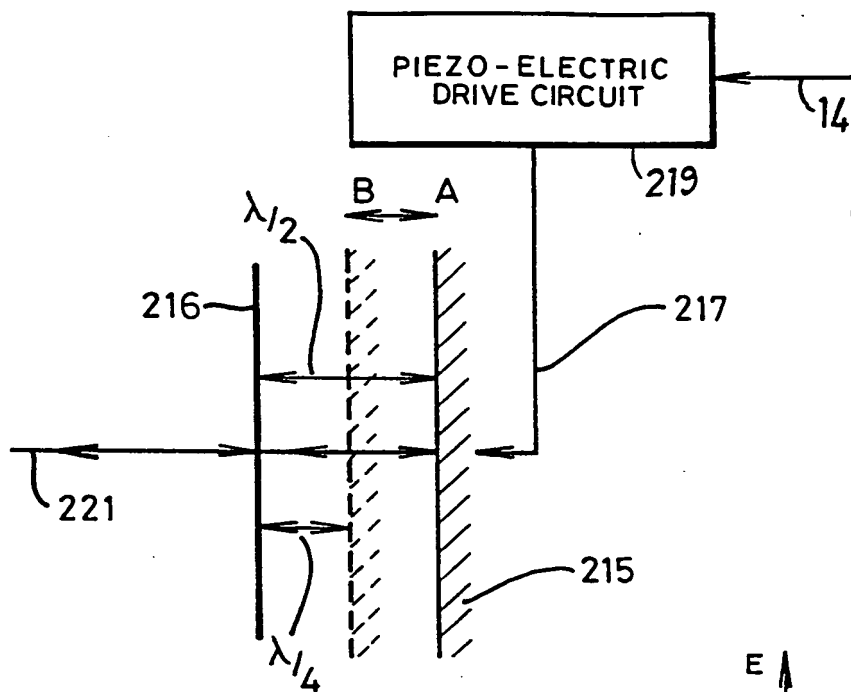 PIEZO-ELECTRIC
DRIVE CIRCUIT
14
219
B A
λ/2
216
217
221
215
λ/4
E